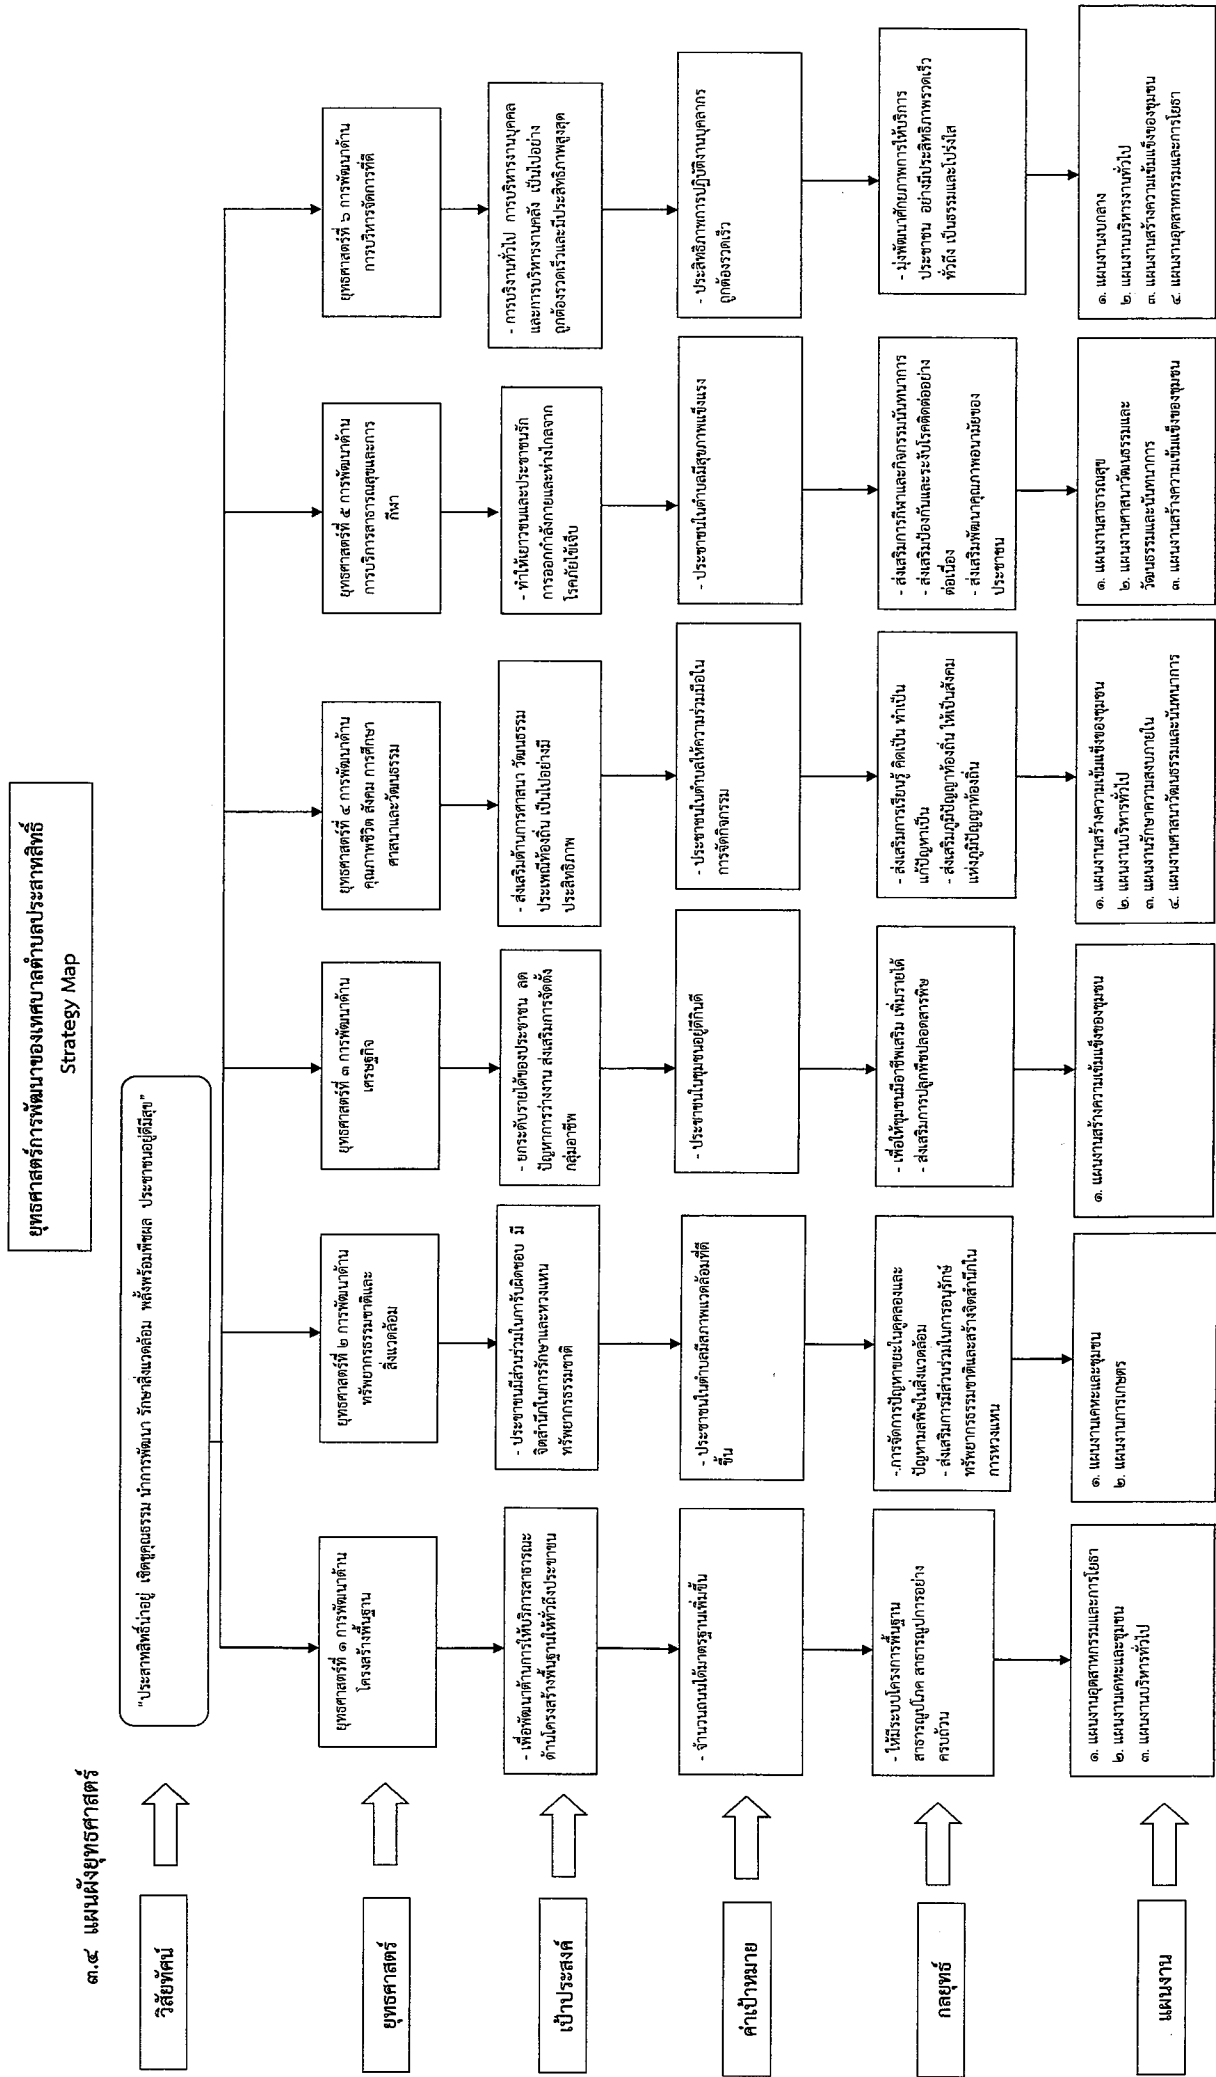 ๓.๔ แผนผังยุทธศาสตร์
ยุทธศาสตร์การพัฒนาของเทศบาลตำบลประสาทสิทธิ์
Strategy Map
วิสัยทัศน์
"ประสาทสิทธิ์น่าอยู่ เชิดชูคุณธรรม นำการพัฒนา รักษาสิ่งแวดล้อม พลั่งพร้อมพืชผล ประชาชนอยู่ดีมีสุข"
ยุทธศาสตร์
ยุทธศาสตร์ที่ ๑ การพัฒนาด้าน
โครงสร้างพื้นฐาน
ยุทธศาสตร์ที่ ๒ การพัฒนาด้าน
ทรัพยากรธรรมชาติและ
สิ่งแวดล้อม
ยุทธศาสตร์ที่ ๓ การพัฒนาด้าน
เศรษฐกิจ
ยุทธศาสตร์ที่ ๔ การพัฒนาด้าน
คุณภาพชีวิต สังคม การศึกษา
ศาสนาและวัฒนธรรม
ยุทธศาสตร์ที่ ๕ การพัฒนาด้าน
การบริการสาธารณสุขและการ
กีฬา
ยุทธศาสตร์ที่ ๖ การพัฒนาด้าน
การบริหารจัดการที่ดี
เป้าประสงค์
- เพื่อพัฒนาด้านการให้บริการสาธารณะ
ด้านโครงสร้างพื้นฐานให้ทั่วถึงประชาชน
- ประชาชนมีส่วนร่วมในการรับผิดชอบ มี
จิตสำนึกในการรักษาและหวงแหน
ทรัพยากรธรรมชาติ
- ยกระดับรายได้ของประชาชน ลด
ปัญหาการว่างงาน ส่งเสริมการจัดตั้ง
กลุ่มอาชีพ
- ส่งเสริมด้านการศาสนา วัฒนธรรม
ประเพณีท้องถิ่น เป็นไปอย่างมี
ประสิทธิภาพ
- ทำให้เยาวชนและประชาชนรัก
การออกกำลังกายและห่างไกลจาก
โรคภัยไข้เจ็บ
- การบริงานทั่วไป การบริหารงานบุคคล
และการบริหารงานคลัง เป็นไปอย่าง
ถูกต้องรวดเร็วและมีประสิทธิภาพสูงสุด
ค่าเป้าหมาย
- จำนวนถนนได้มาตรฐานเพิ่มขึ้น
- ประชาชนในตำบลมีสภาพแวดล้อมที่ดี
ขึ้น
- ประชาชนในชุมชนอยู่ดีกินดี
- ประชาชนในตำบลให้ความร่วมมือใน
การจัดกิจกรรม
- ประชาชนในตำบลมีสุขภาพแข็งแรง
- ประสิทธิภาพการปฏิบัติงานบุคลากร
ถูกต้องรวดเร็ว
กลยุทธ์
- ให้มีระบบโครงการพื้นฐาน
สาธารณูปโภค สาธารณูปการอย่าง
ครบถ้วน
-.การจัดการปัญหาขยะในคูคลองและ
ปัญหามลพิษในสิ่งแวดล้อม
- ส่งเสริมการมีส่วนร่วมในการอนุรักษ์
ทรัพยากรธรรมชาติและสร้างจิตสำนึกใน
การหวงแหน
- เพื่อให้ชุมชนมีอาชีพเสริม เพิ่มรายได้
- ส่งเสริมการปลูกพืชปลอดสารพิษ
- ส่งเสริมการเรียนรู้ คิดเป็น ทำเป็น
แก้ปัญหาเป็น
- ส่งเสริมภูมิปัญญาท้องถิ่น ให้เป็นสังคม
แห่งภูมิปัญญาท้องถิ่น
- ส่งเสริมการกีฬาและกิจกรรมนันทนาการ
- ส่งเสริมป้องกันและระงับโรคติดต่ออย่าง
ต่อเนื่อง
- ส่งเสริมพัฒนาคุณภาพอนามัยของ
ประชาชน
- มุ่งพัฒนาศักยภาพการให้บริการ
ประชาชน อย่างมีประสิทธิภาพรวดเร็ว
ทั่วถึง เป็นธรรมและโปร่งใส
แผนงาน
๑. แผนงานอุตสาหกรรมและการโยธา
๒. แผนงานเคหะและชุมชน
๓. แผนงานบริหารทั่วไป
๑. แผนงานเคหะและชุมชน
๒. แผนงานการเกษตร
๑. แผนงานสร้างความเข้มแข็งของชุมชน
๑. แผนงานสร้างความเข้มแข็งของชุมชน
๒. แผนงานบริหารทั่วไป
๓. แผนงานรักษาความสงบภายใน
๔. แผนงานศาสนาวัฒนธรรมและนันทนาการ
๑. แผนงานสาธารณสุข
๒. แผนงานศาสนาวัฒนธรรมและ
วัฒนธรรมและนันทนาการ
๓. แผนงานสร้างความเข้มแข็งของชุมชน
๑. แผนงานงบกลาง
๒. แผนงานบริหารงานทั่วไป
๓. แผนงานสร้างความเข้มแข็งของชุมชน
๔. แผนงานอุตสาหกรรมและการโยธา